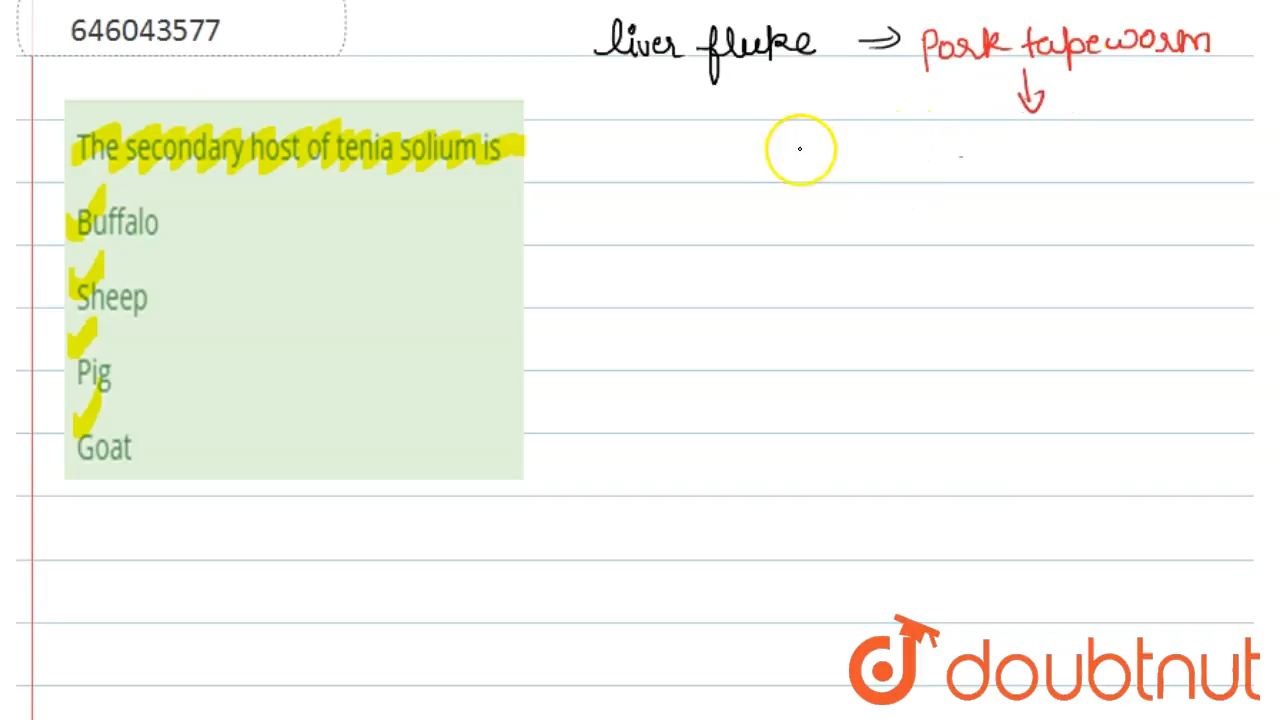 646043577
liver fluke ⇒ Pork tapeworm
The secondary host of tenia solium is
Buffalo
Sheep
Pig
Goat
doubtnut